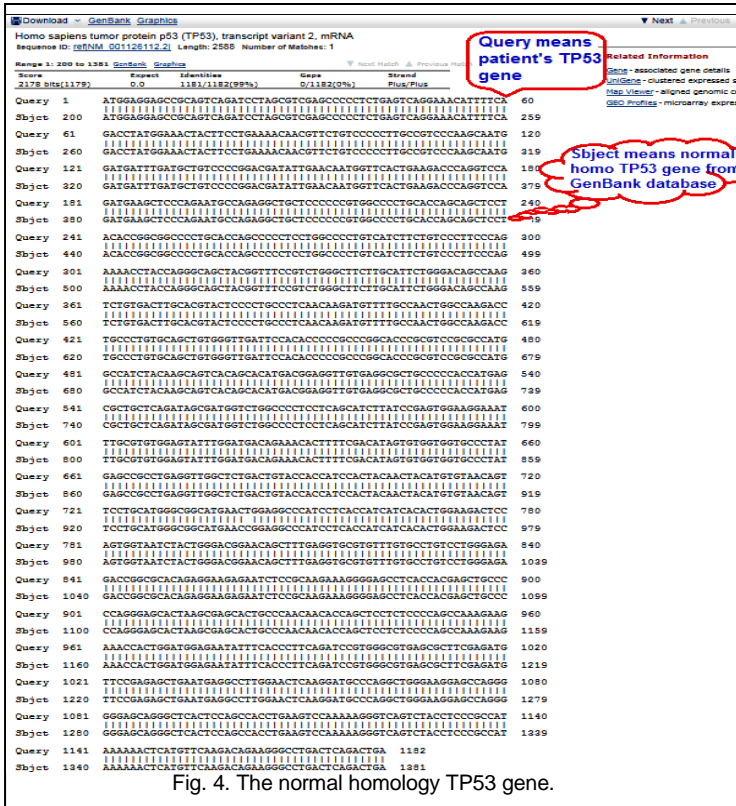 Download GenBank Graphics Next Previous
Homo sapiens tumor protein p53 (TP53), transcript variant 2, mRNA
Sequence ID: ref|NM_001126112.2| Length: 2588 Number of Matches: 1
Query means
patient's TP53
gene
Range 1: 200 to 1381 GenBank Graphics Next Match Previous
Related Information
Gene - associated gene details
UniGene - clustered expressed s
Map Viewer - aligned genomic co
GEO Profiles - microarray expres
Score Expect Identities Gaps Strand
2178 bits(1179) 0.0 1181/1182(99%) 0/1182(0%) Plus/Plus
Query 1 ATGGAGGAGCCGCAGTCAGATCCTAGCGTCGAGCCCCCTCTGAGTCAGGAAACATTTTCA 60
Sbjct 200 ATGGAGGAGCCGCAGTCAGATCCTAGCGTCGAGCCCCCTCTGAGTCAGGAAACATTTTCA 259
Query 61 GACCTATGGAAACTACTTCCTGAAAACAACGTTCTGTCCCCCTTGCCGTCCCAAGCAATG 120
Sbjct 260 GACCTATGGAAACTACTTCCTGAAAACAACGTTCTGTCCCCCTTGCCGTCCCAAGCAATG 319
Query 121 GATGATTTGATGCTGTCCCCGGACGATATTGAACAATGGTTCACTGAAGACCCAGGTCCA 180
Sbjct 320 GATGATTTGATGCTGTCCCCGGACGATATTGAACAATGGTTCACTGAAGACCCAGGTCCA 379
Sbject means normal
homo TP53 gene from
GenBank database
Query 181 GATGAAGCTCCCAGAATGCCAGAGGCTGCTCCCCCCGTGGCCCCTGCACCAGCAGCTCCT 240
Sbjct 380 GATGAAGCTCCCAGAATGCCAGAGGCTGCTCCCCCCGTGGCCCCTGCACCAGCAGCTCCT
Query 241 ACACCGGCGGCCCCTGCACCAGCCCCCTCCTGGCCCCTGTCATCTTCTGTCCCTTCCCAG 300
Sbjct 440 ACACCGGCGGCCCCTGCACCAGCCCCCTCCTGGCCCCTGTCATCTTCTGTCCCTTCCCAG 499
Query 301 AAAACCTACCAGGGCAGCTACGGTTTCCGTCTGGGCTTCTTGCATTCTGGGACAGCCAAG 360
Sbjct 500 AAAACCTACCAGGGCAGCTACGGTTTCCGTCTGGGCTTCTTGCATTCTGGGACAGCCAAG 559
Query 361 TCTGTGACTTGCACGTACTCCCCTGCCCTCAACAAGATGTTTTGCCAACTGGCCAAGACC 420
Sbjct 560 TCTGTGACTTGCACGTACTCCCCTGCCCTCAACAAGATGTTTTGCCAACTGGCCAAGACC 619
Query 421 TGCCCTGTGCAGCTGTGGGTTGATTCCACACCCCCGCCCGGCACCCGCGTCCGCGCCATG 480
Sbjct 620 TGCCCTGTGCAGCTGTGGGTTGATTCCACACCCCCGCCCGGCACCCGCGTCCGCGCCATG 679
Query 481 GCCATCTACAAGCAGTCACAGCACATGACGGAGGTTGTGAGGCGCTGCCCCCACCATGAG 540
Sbjct 680 GCCATCTACAAGCAGTCACAGCACATGACGGAGGTTGTGAGGCGCTGCCCCCACCATGAG 739
Query 541 CGCTGCTCAGATAGCGATGGTCTGGCCCCTCCTCAGCATCTTATCCGAGTGGAAGGAAAT 600
Sbjct 740 CGCTGCTCAGATAGCGATGGTCTGGCCCCTCCTCAGCATCTTATCCGAGTGGAAGGAAAT 799
Query 601 TTGCGTGTGGAGTATTTGGATGACAGAAACACTTTTCGACATAGTGTGGTGGTGCCCTAT 660
Sbjct 800 TTGCGTGTGGAGTATTTGGATGACAGAAACACTTTTCGACATAGTGTGGTGGTGCCCTAT 859
Query 661 GAGCCGCCTGAGGTTGGCTCTGACTGTACCACCATCCACTACAACTACATGTGTAACAGT 720
Sbjct 860 GAGCCGCCTGAGGTTGGCTCTGACTGTACCACCATCCACTACAACTACATGTGTAACAGT 919
Query 721 TCCTGCATGGGCGGCATGAACTGGAGGCCCATCCTCACCATCATCACACTGGAAGACTCC 780
Sbjct 920 TCCTGCATGGGCGGCATGAACCGGAGGCCCATCCTCACCATCATCACACTGGAAGACTCC 979
Query 781 AGTGGTAATCTACTGGGACGGAACAGCTTTGAGGTGCGTGTTTGTGCCTGTCCTGGGAGA 840
Sbjct 980 AGTGGTAATCTACTGGGACGGAACAGCTTTGAGGTGCGTGTTTGTGCCTGTCCTGGGAGA 1039
Query 841 GACCGGCGCACAGAGGAAGAGAATCTCCGCAAGAAAGGGGAGCCTCACCACGAGCTGCCC 900
Sbjct 1040 GACCGGCGCACAGAGGAAGAGAATCTCCGCAAGAAAGGGGAGCCTCACCACGAGCTGCCC 1099
Query 901 CCAGGGAGCACTAAGCGAGCACTGCCCAACAACACCAGCTCCTCTCCCCAGCCAAAGAAG 960
Sbjct 1100 CCAGGGAGCACTAAGCGAGCACTGCCCAACAACACCAGCTCCTCTCCCCAGCCAAAGAAG 1159
Query 961 AAACCACTGGATGGAGAATATTTCACCCTTCAGATCCGTGGGCGTGAGCGCTTCGAGATG 1020
Sbjct 1160 AAACCACTGGATGGAGAATATTTCACCCTTCAGATCCGTGGGCGTGAGCGCTTCGAGATG 1219
Query 1021 TTCCGAGAGCTGAATGAGGCCTTGGAACTCAAGGATGCCCAGGCTGGGAAGGAGCCAGGG 1080
Sbjct 1220 TTCCGAGAGCTGAATGAGGCCTTGGAACTCAAGGATGCCCAGGCTGGGAAGGAGCCAGGG 1279
Query 1081 GGGAGCAGGGCTCACTCCAGCCACCTGAAGTCCAAAAAGGGTCAGTCTACCTCCCGCCAT 1140
Sbjct 1280 GGGAGCAGGGCTCACTCCAGCCACCTGAAGTCCAAAAAGGGTCAGTCTACCTCCCGCCAT 1339
Query 1141 AAAAAACTCATGTTCAAGACAGAAGGGCCTGACTCAGACTGA 1182
Sbjct 1340 AAAAAACTCATGTTCAAGACAGAAGGGCCTGACTCAGACTGA 1381
Fig. 4. The normal homology TP53 gene.